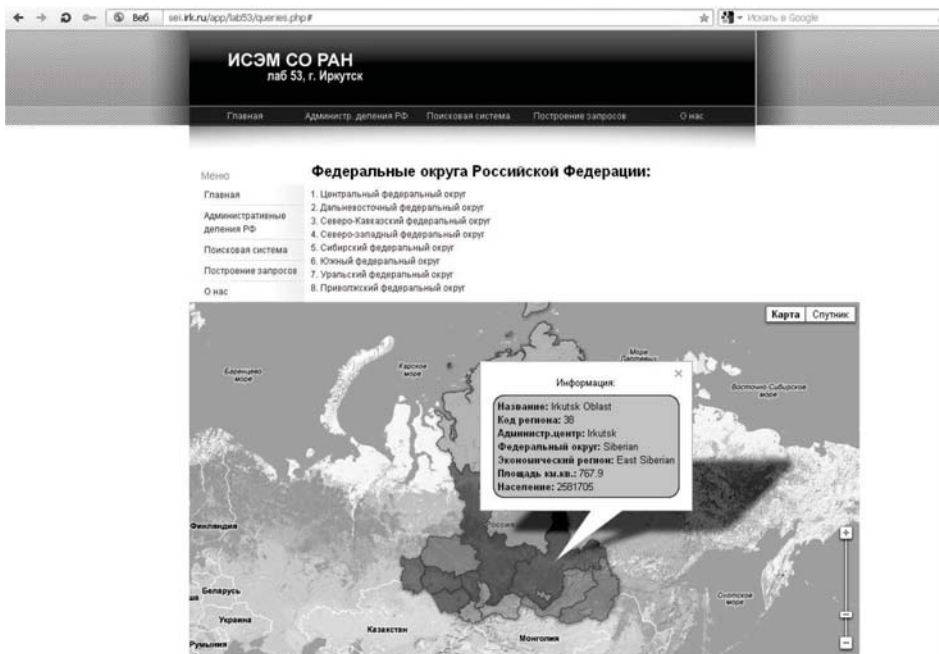 Веб sei.irk.ru/app/lab53/queries.php# Искать в Google
ИСЭМ СО РАН
лаб 53, г. Иркутск
Главная Администр. деления РФ Поисковая система Построение запросов О нас
Меню
Главная
Административные
деления РФ
Поисковая система
Построение запросов
О нас
Федеральные округа Российской Федерации:
1. Центральный федеральный округ
2. Дальневосточный федеральный округ
3. Северо-Кавказский федеральный округ
4. Северо-западный федеральный округ
5. Сибирский федеральный округ
6. Южный федеральный округ
7. Уральский федеральный округ
8. Приволжский федеральный округ
Карта Спутник
Баренцево
море
Карское
море
Море
Лаптевых
Восточно-Сибирское
море
Информация:
Название: Irkutsk Oblast
Код региона: 38
Администр.центр: Irkutsk
Федеральный округ: Siberian
Экономический регион: East Siberian
Площадь км.кв.: 767.9
Население: 2581705
Россия
Финляндия
Беларусь
Украина
Румыния
Казахстан
Монголия
Охотское
море